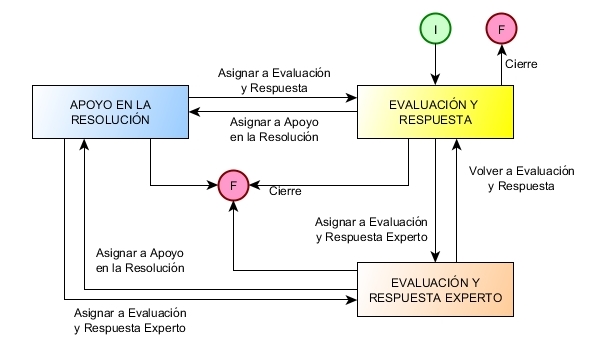 I
F
Cierre
Asignar a Evaluación
y Respuesta
APOYO EN LA
RESOLUCIÓN
EVALUACIÓN Y
RESPUESTA
Asignar a Apoyo
en la Resolución
F
Cierre
Volver a Evaluación
y Respuesta
Asignar a Evaluación
y Respuesta Experto
Asignar a Apoyo
en la Resolución
EVALUACIÓN Y
RESPUESTA EXPERTO
Asignar a Evaluación
y Respuesta Experto